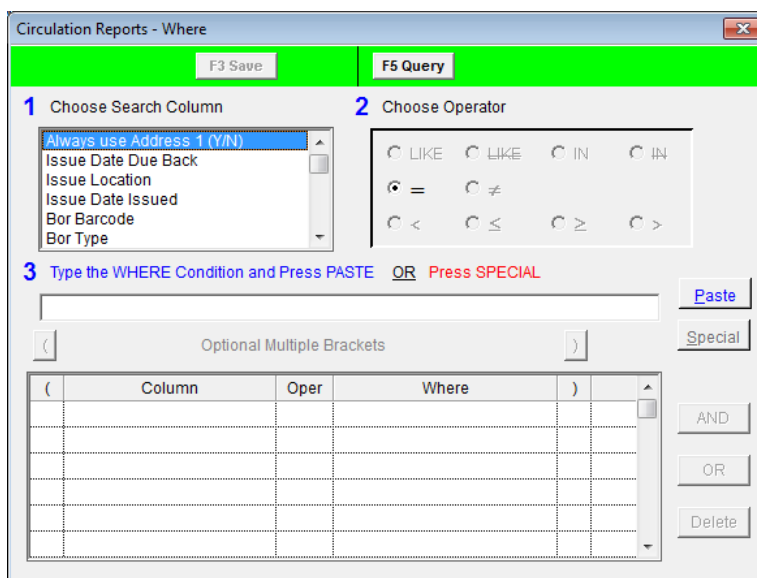 Circulation Reports - Where
F3 Save F5 Query
1 Choose Search Column 2 Choose Operator
Always use Address 1 (Y/N)
Issue Date Due Back
Issue Location
Issue Date Issued
Bor Barcode
Bor Type
LIKE LIKE IN IN
= ≠
< ≤ ≥ >
3 Type the WHERE Condition and Press PASTE OR Press SPECIAL
Paste
( Optional Multiple Brackets ) Special
( Column Oper Where )
AND
OR
Delete